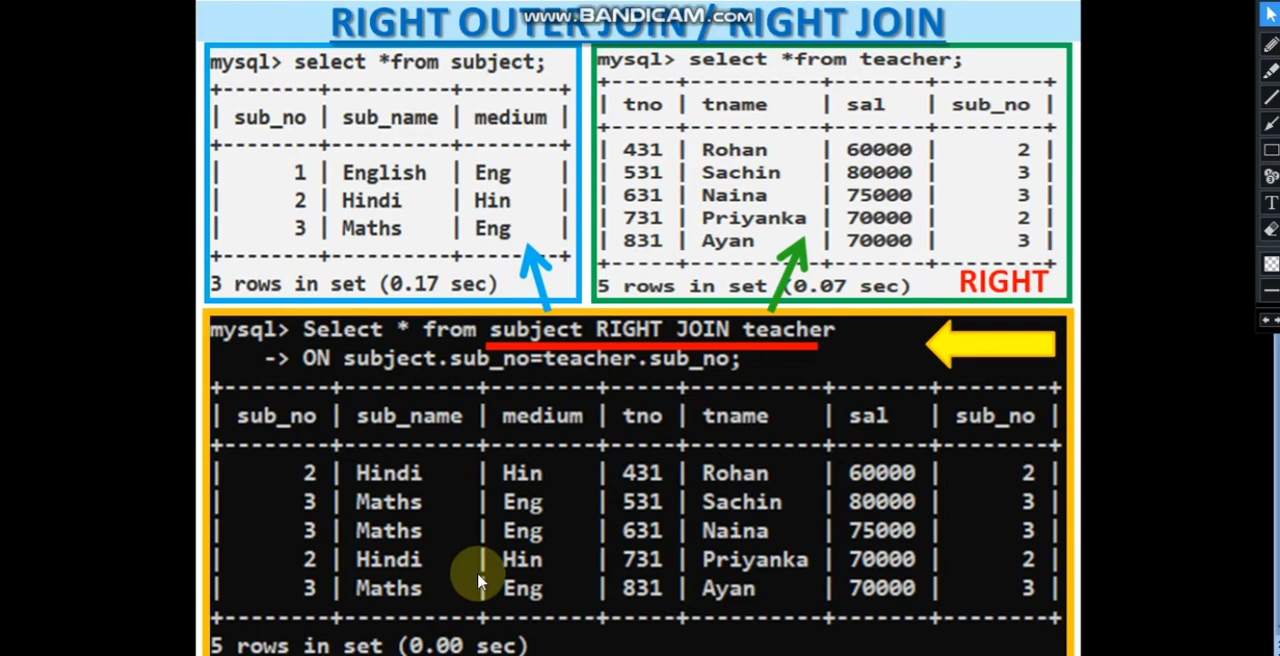 RIGHT OUTER JOIN / RIGHT JOIN
www.BANDICAM.com
mysql> select *from subject;
+--------+----------+--------+
| sub_no | sub_name | medium |
+--------+----------+--------+
| 1 | English | Eng |
| 2 | Hindi | Hin |
| 3 | Maths | Eng |
+--------+----------+--------+
3 rows in set (0.17 sec)
mysql> select *from teacher;
+-----+----------+-------+--------+
| tno | tname | sal | sub_no |
+-----+----------+-------+--------+
| 431 | Rohan | 60000 | 2 |
| 531 | Sachin | 80000 | 3 |
| 631 | Naina | 75000 | 3 |
| 731 | Priyanka | 70000 | 2 |
| 831 | Ayan | 70000 | 3 |
+-----+----------+-------+--------+
5 rows in set (0.07 sec)
RIGHT
mysql> Select * from subject RIGHT JOIN teacher
-> ON subject.sub_no=teacher.sub_no;
+--------+----------+--------+-----+----------+-------+--------+
| sub_no | sub_name | medium | tno | tname | sal | sub_no |
+--------+----------+--------+-----+----------+-------+--------+
| 2 | Hindi | Hin | 431 | Rohan | 60000 | 2 |
| 3 | Maths | Eng | 531 | Sachin | 80000 | 3 |
| 3 | Maths | Eng | 631 | Naina | 75000 | 3 |
| 2 | Hindi | Hin | 731 | Priyanka | 70000 | 2 |
| 3 | Maths | Eng | 831 | Ayan | 70000 | 3 |
+--------+----------+--------+-----+----------+-------+--------+
5 rows in set (0.00 sec)